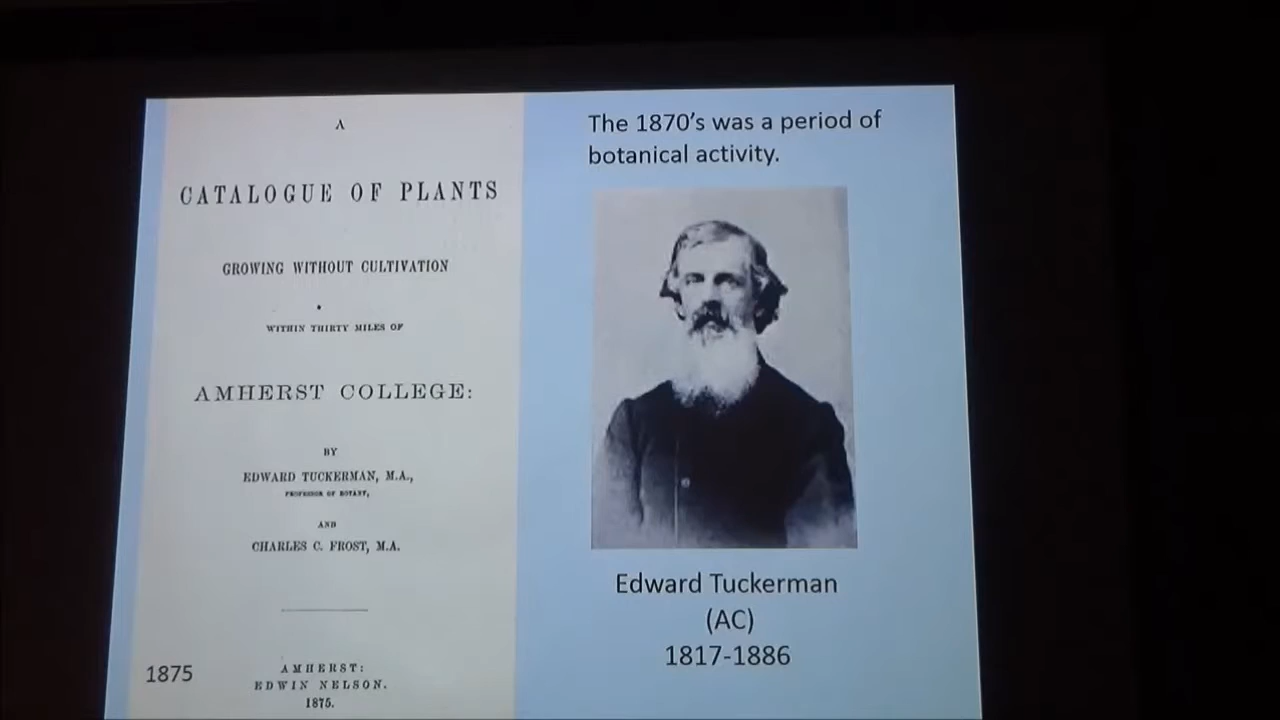 A
CATALOGUE OF PLANTS
GROWING WITHOUT CULTIVATION
WITHIN THIRTY MILES OF
AMHERST COLLEGE:
BY
EDWARD TUCKERMAN, M.A.,
PROFESSOR OF BOTANY,
AND
CHARLES C. FROST, M.A.
AMHERST:
EDWIN NELSON.
1875.
1875
The 1870's was a period of
botanical activity.
Edward Tuckerman
(AC)
1817-1886